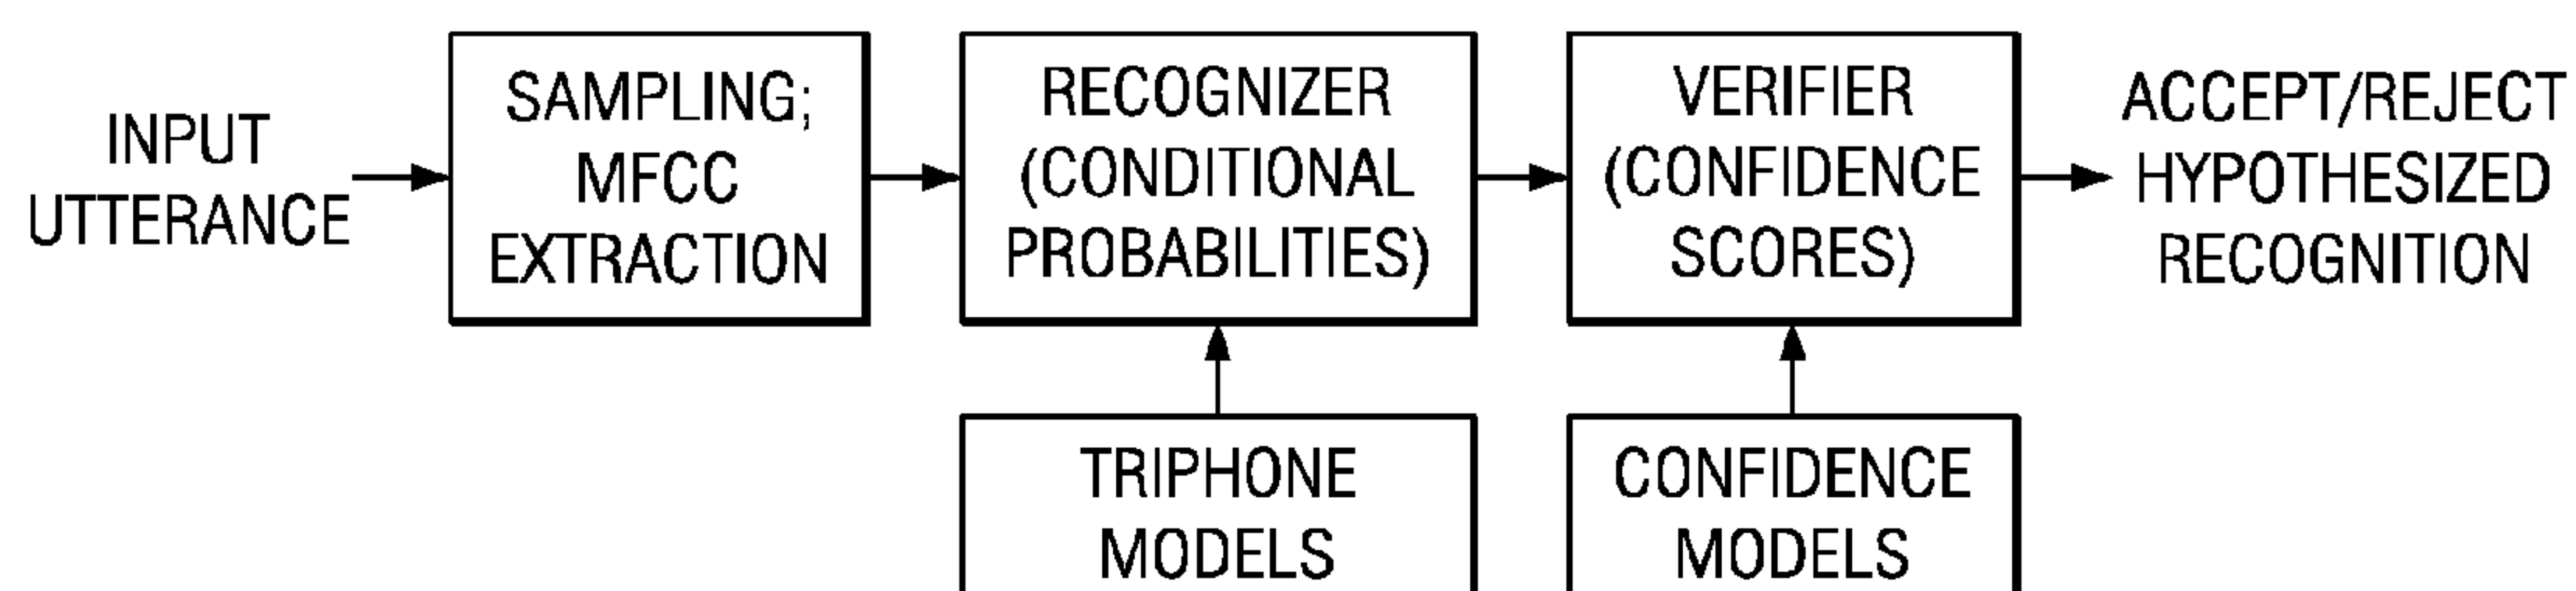 INPUT
UTTERANCE
SAMPLING;
MFCC
EXTRACTION
RECOGNIZER
(CONDITIONAL
PROBABILITIES)
VERIFIER
(CONFIDENCE
SCORES)
ACCEPT/REJECT
HYPOTHESIZED
RECOGNITION
TRIPHONE
MODELS
CONFIDENCE
MODELS